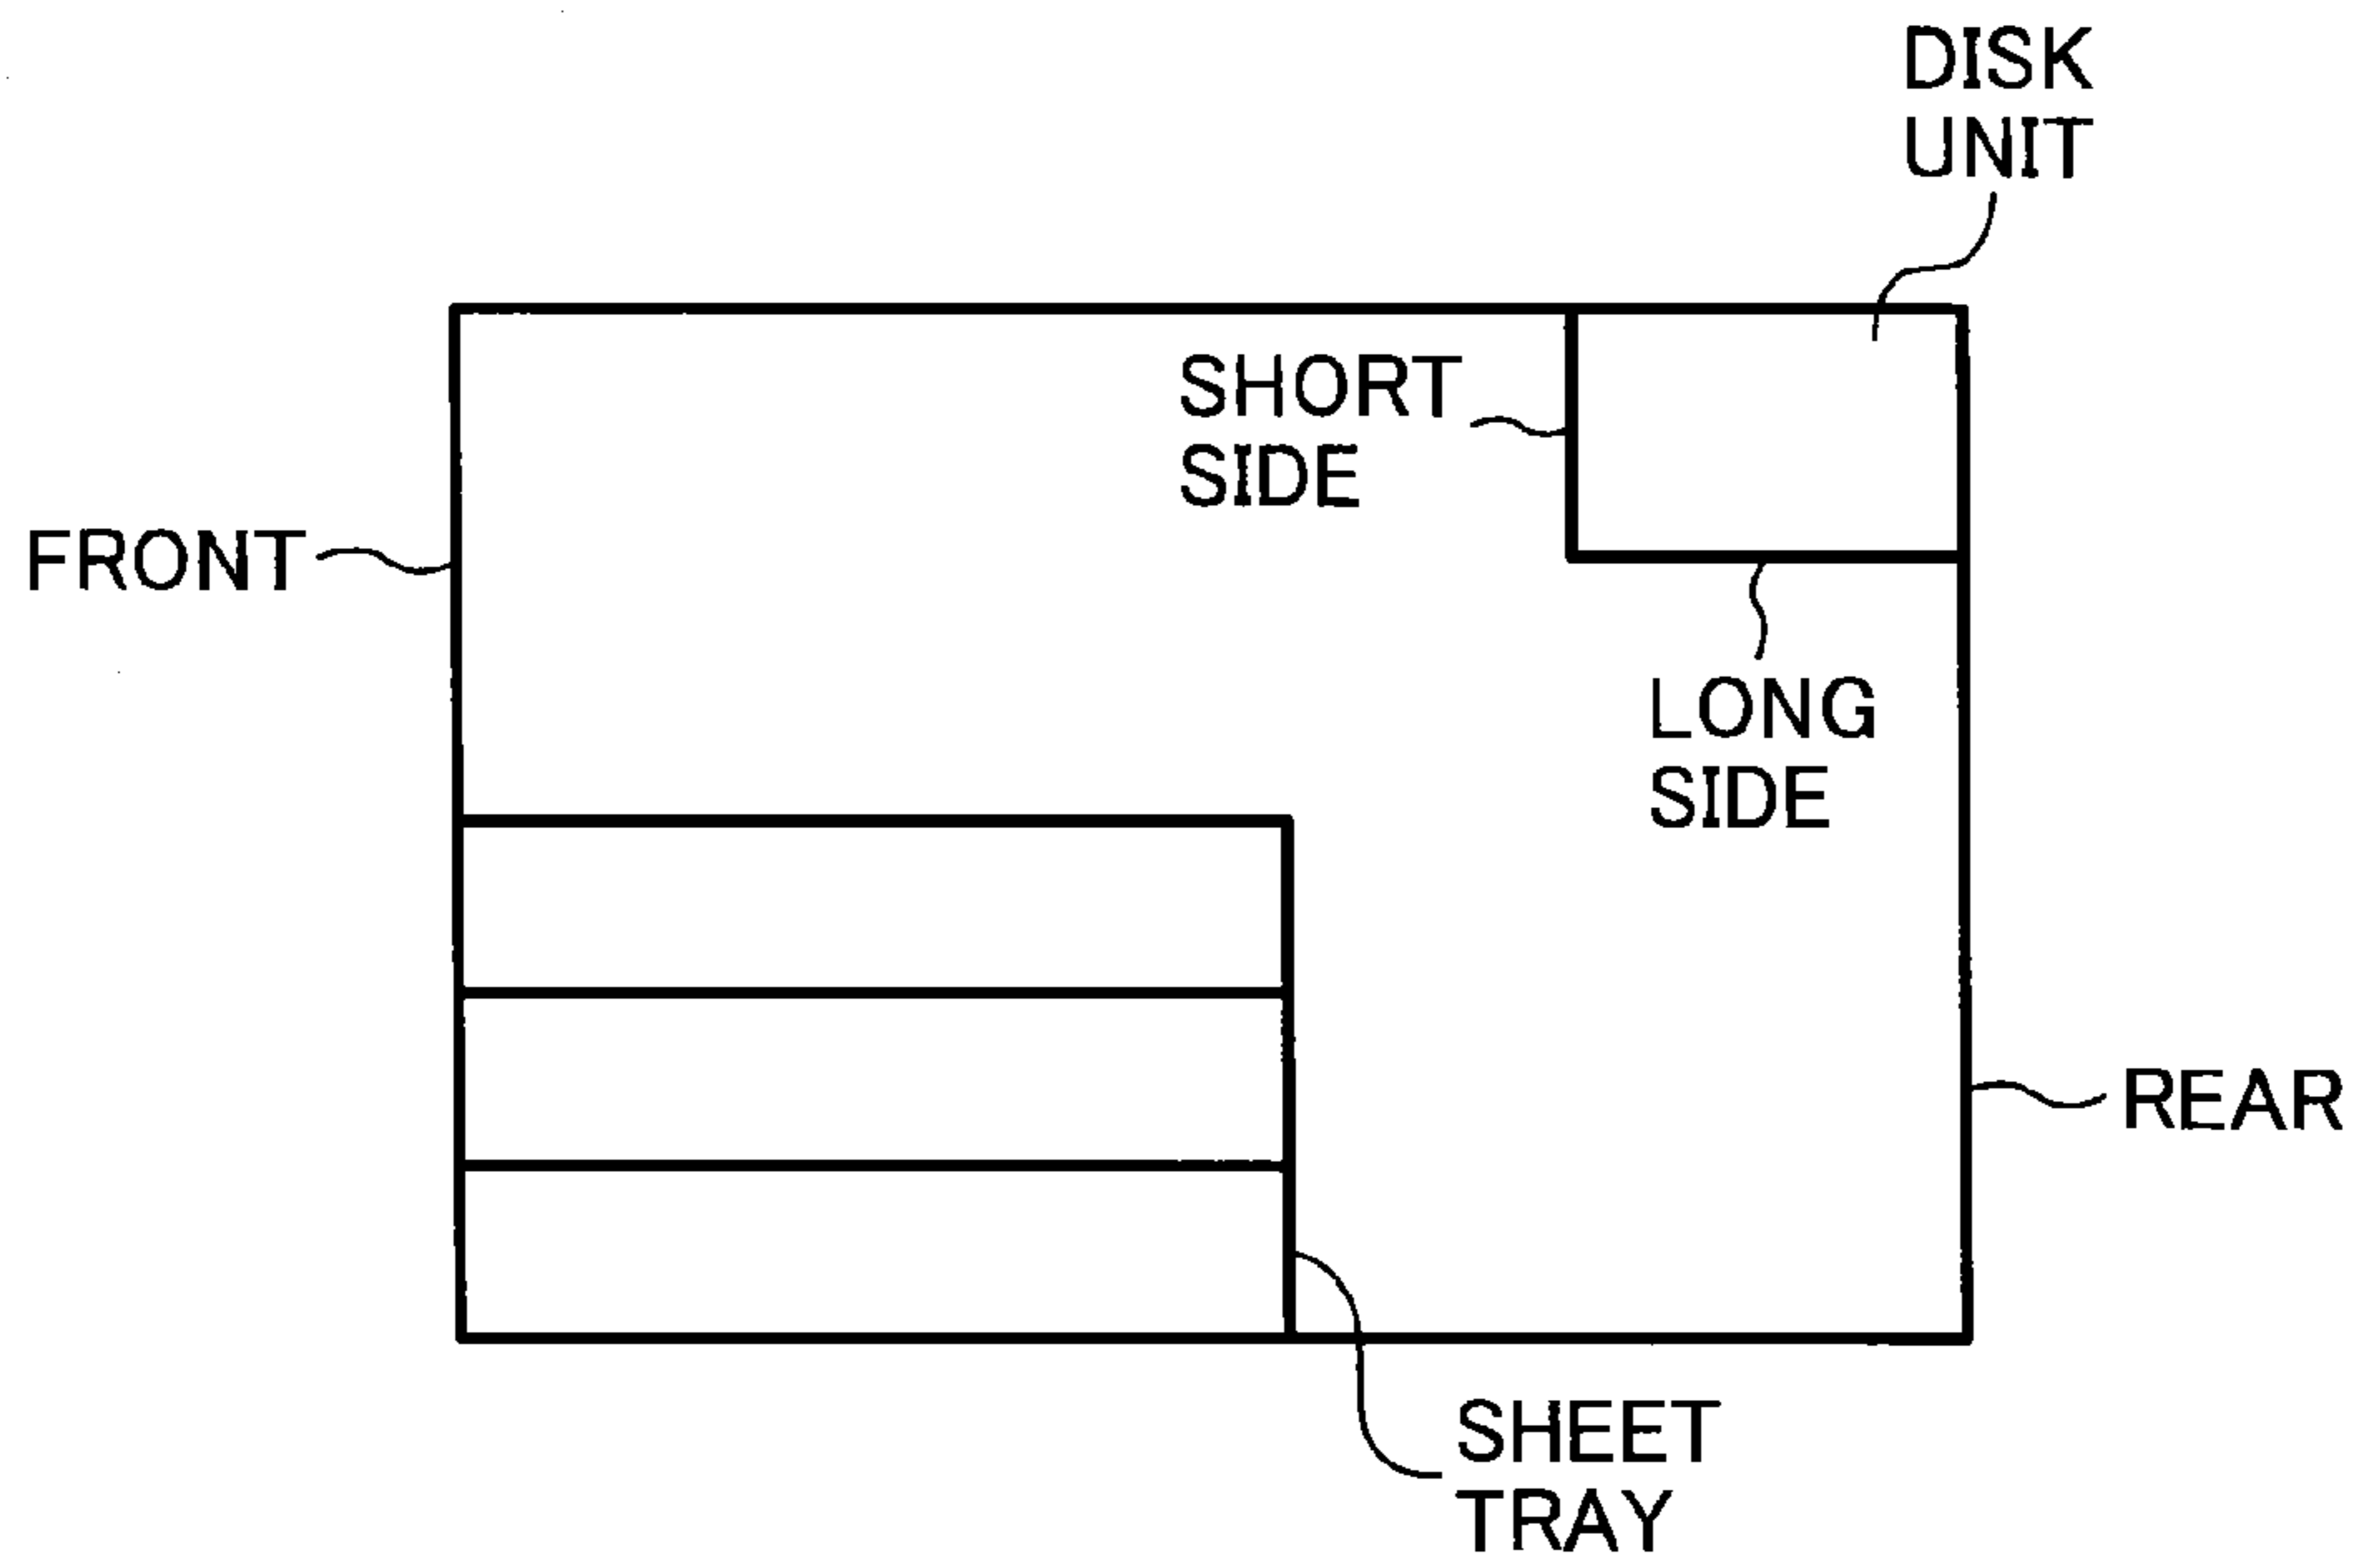 DISK
UNIT
SHORT
SIDE
FRONT
LONG
SIDE
REAR
SHEET
TRAY